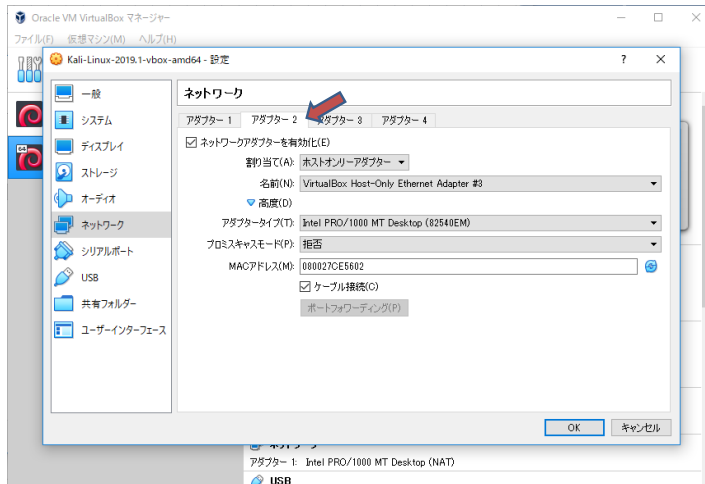 Oracle VM VirtualBox マネージャー
ファイル(F) 仮想マシン(M) ヘルプ(H)
Kali-Linux-2019.1-vbox-amd64 - 設定
一般
システム
ディスプレイ
ストレージ
オーディオ
ネットワーク
シリアルポート
USB
共有フォルダー
ユーザーインターフェース
ネットワーク
アダプター 1 アダプター 2 アダプター 3 アダプター 4
ネットワークアダプターを有効化(E)
割り当て(A): ホストオンリーアダプター
名前(N): VirtualBox Host-Only Ethernet Adapter #3
高度(D)
アダプタータイプ(T): Intel PRO/1000 MT Desktop (82540EM)
プロミスキャスモード(P): 拒否
MACアドレス(M): 080027CE5602
ケーブル接続(C)
ポートフォワーディング(P)
OK キャンセル
64
アダプター 1: Intel PRO/1000 MT Desktop (NAT)
USB